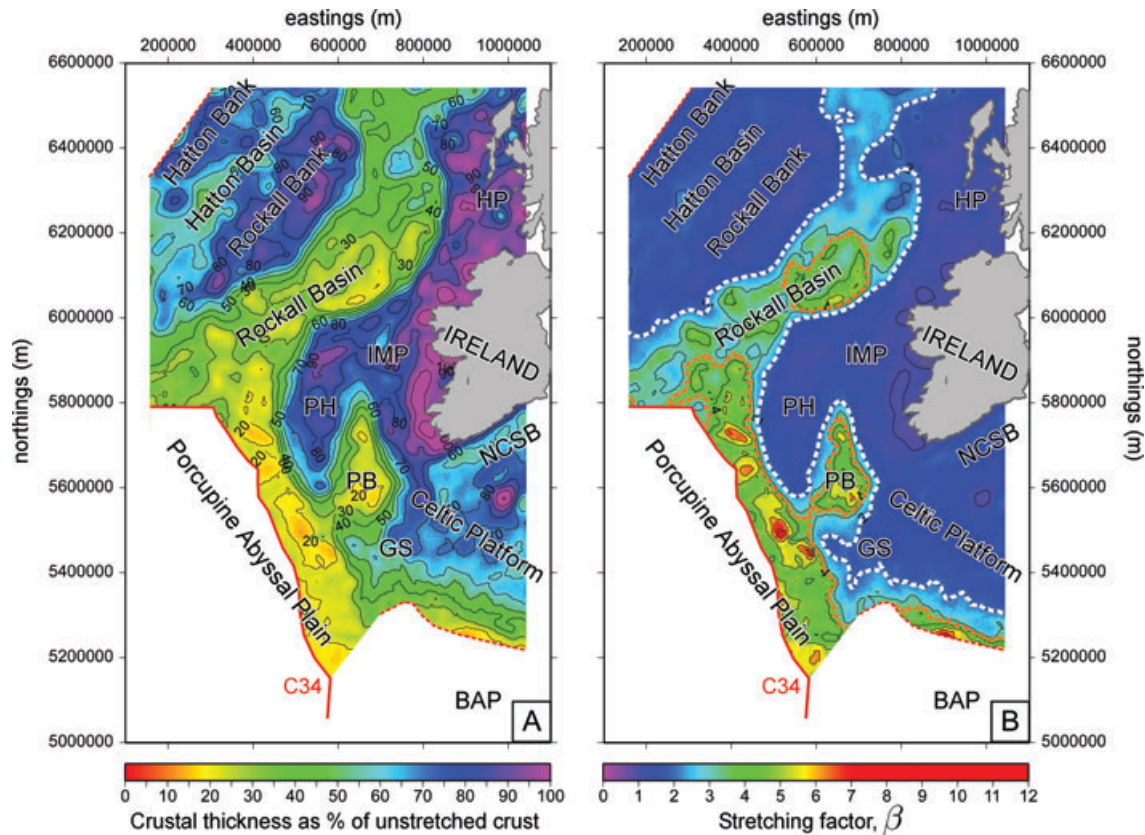 eastings (m)
200000 400000 600000 800000 1000000
6600000
6400000
6200000
6000000
5800000
5600000
5400000
5200000
5000000
northings (m)
Hatton Bank
Hatton Basin
Rockall Bank
Rockall Basin
HP
IRELAND
IMP
PH
PB
NCSB
Celtic Platform
GS
Porcupine Abyssal Plain
C34
BAP
A
0 10 20 30 40 50 60 70 80 90 100
Crustal thickness as % of unstretched crust
eastings (m)
200000 400000 600000 800000 1000000
6600000
6400000
6200000
6000000
5800000
5600000
5400000
5200000
5000000
northings (m)
Hatton Bank
Hatton Basin
Rockall Bank
Rockall Basin
HP
IRELAND
IMP
PH
PB
NCSB
Celtic Platform
GS
Porcupine Abyssal Plain
C34
BAP
B
0 1 2 3 4 5 6 7 8 9 10 11 12
Stretching factor, β